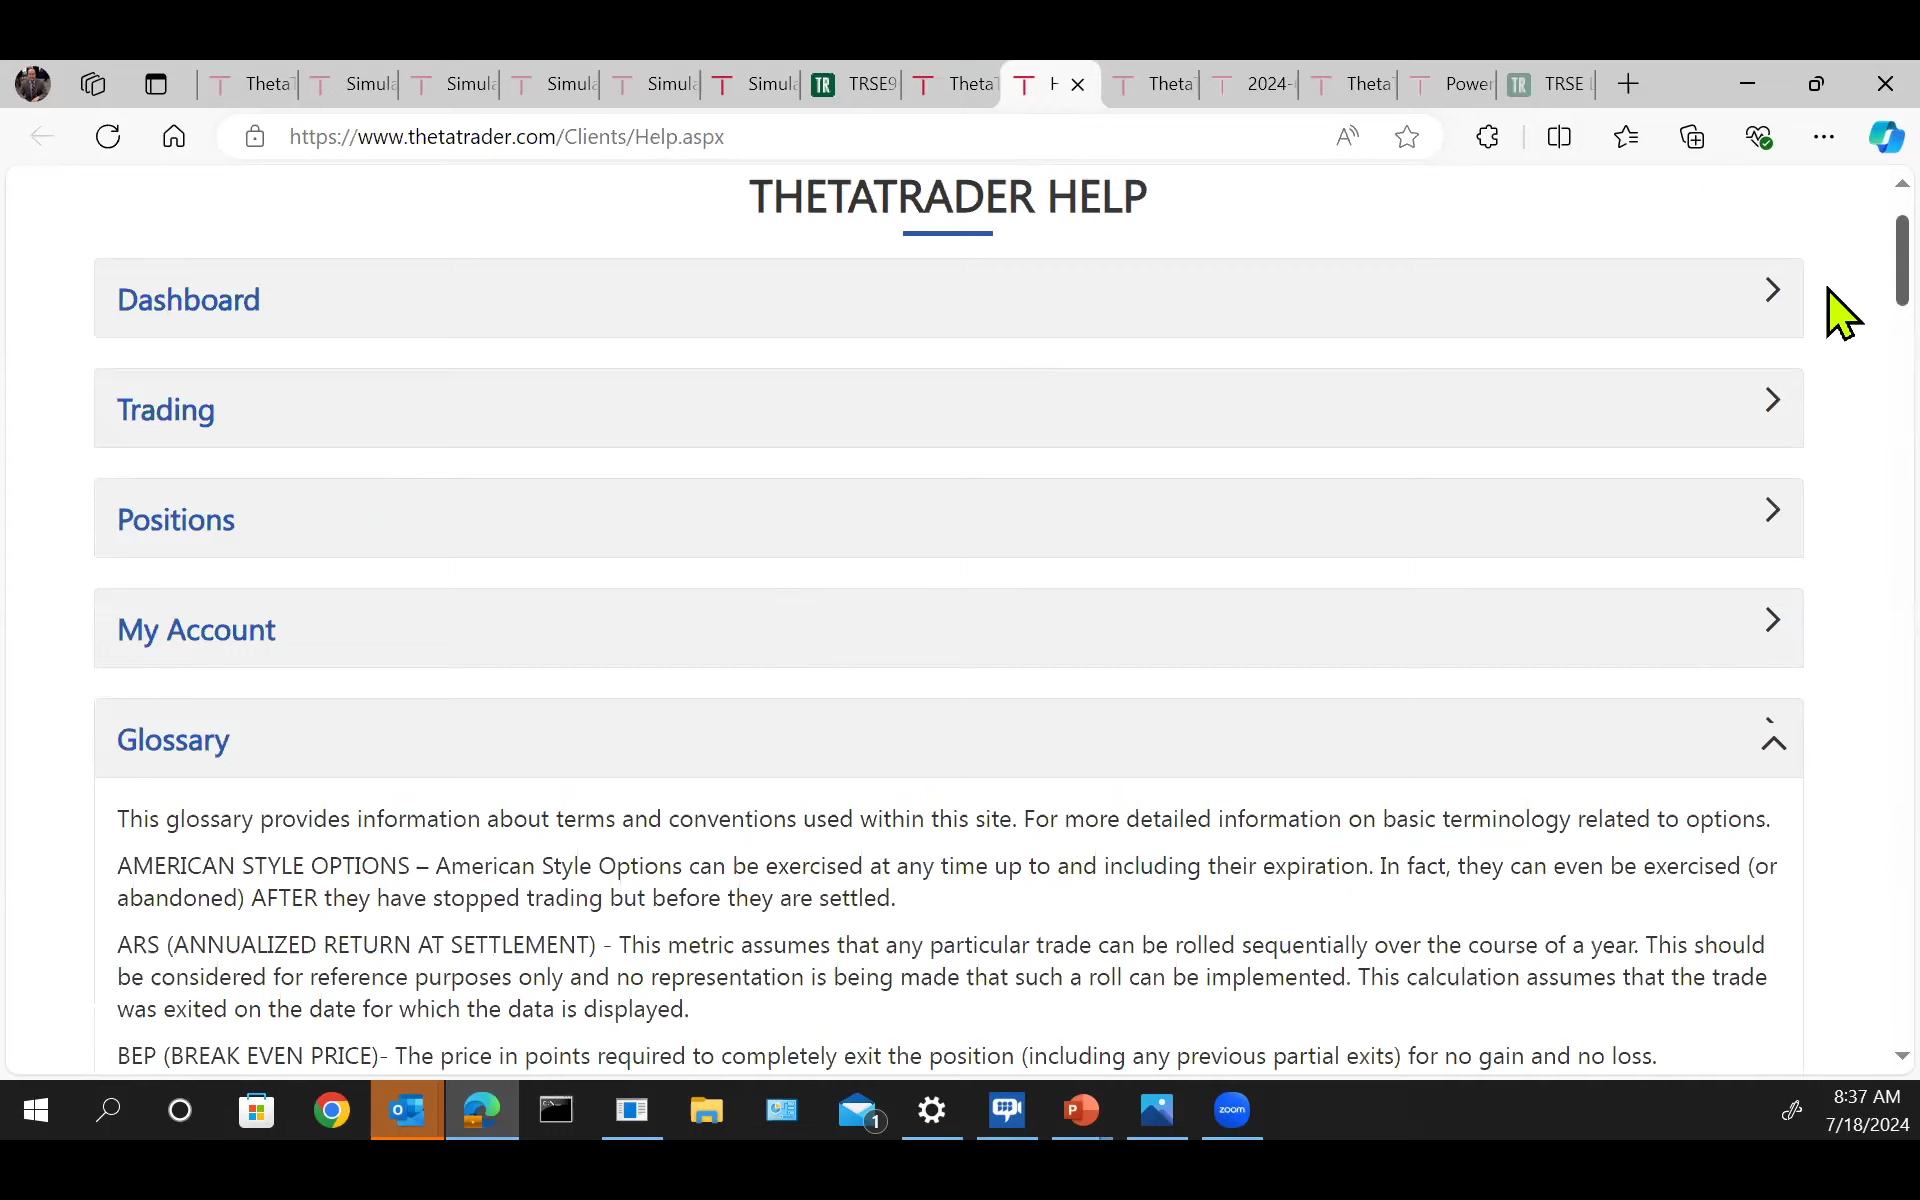 Theta
Simula
Simula
Simula
Simula
Simula
TR TRSE9
Theta
H
Theta
2024-
Theta
Power
TR TRSE
https://www.thetatrader.com/Clients/Help.aspx
THETATRADER HELP
Dashboard
Trading
Positions
My Account
Glossary
This glossary provides information about terms and conventions used within this site. For more detailed information on basic terminology related to options.
AMERICAN STYLE OPTIONS – American Style Options can be exercised at any time up to and including their expiration. In fact, they can even be exercised (or
abandoned) AFTER they have stopped trading but before they are settled.
ARS (ANNUALIZED RETURN AT SETTLEMENT) - This metric assumes that any particular trade can be rolled sequentially over the course of a year. This should
be considered for reference purposes only and no representation is being made that such a roll can be implemented. This calculation assumes that the trade
was exited on the date for which the data is displayed.
BEP (BREAK EVEN PRICE)- The price in points required to completely exit the position (including any previous partial exits) for no gain and no loss.
1
zoom
8:37 AM
7/18/2024